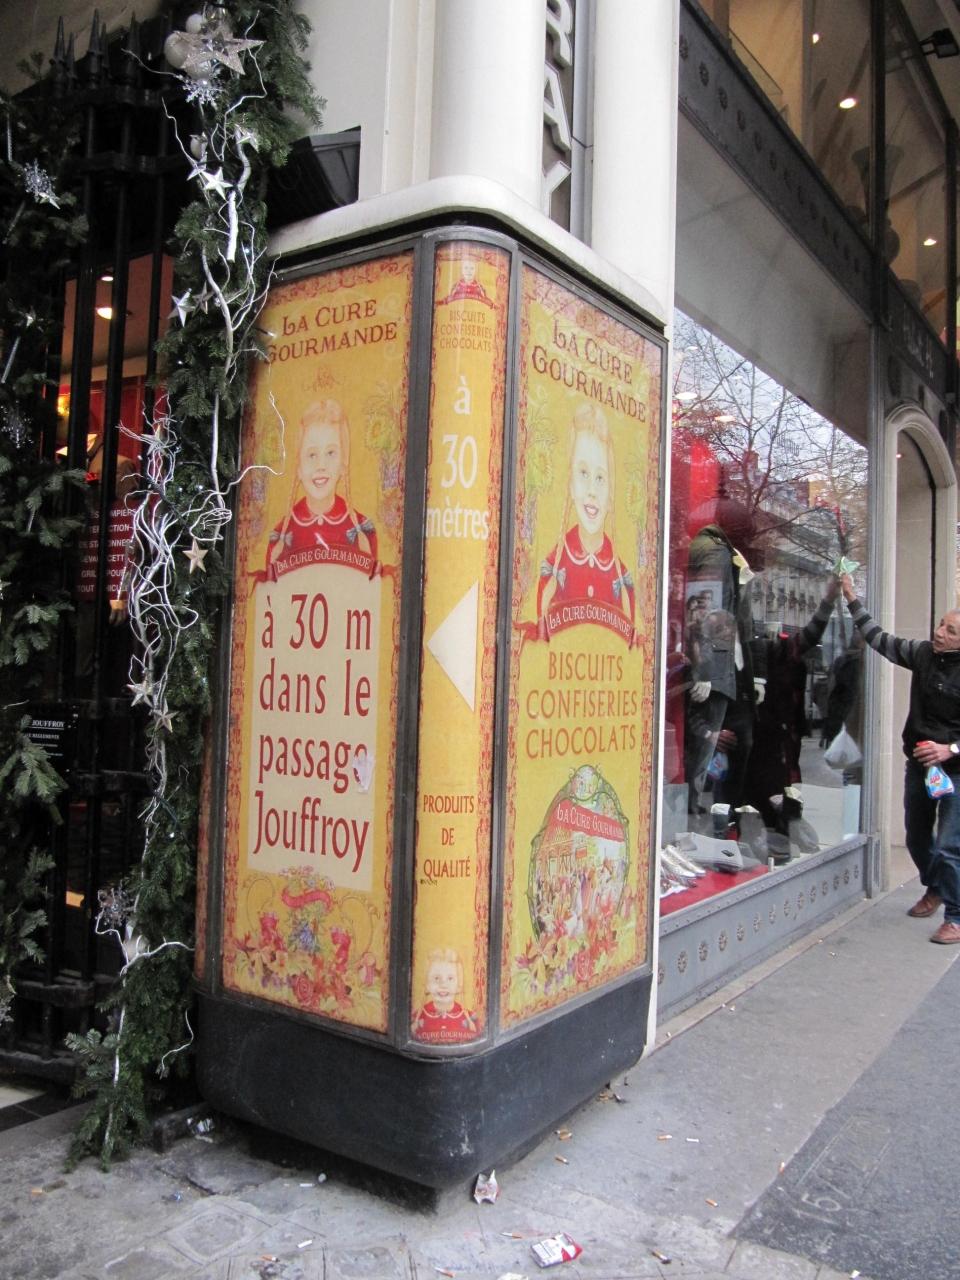 RAY
LA CURE
GOURMANDE
LA CURE GOURMANDE
à 30 m
dans le
passage
Jouffroy
BISCUITS
CONFISERIES
CHOCOLATS
à
30
mètres
PRODUITS
DE
QUALITÉ
LA CURE GOURMANDE
LA CURE
GOURMANDE
LA CURE GOURMANDE
BISCUITS
CONFISERIES
CHOCOLATS
LA CURE GOURMANDE
JOUFFROY